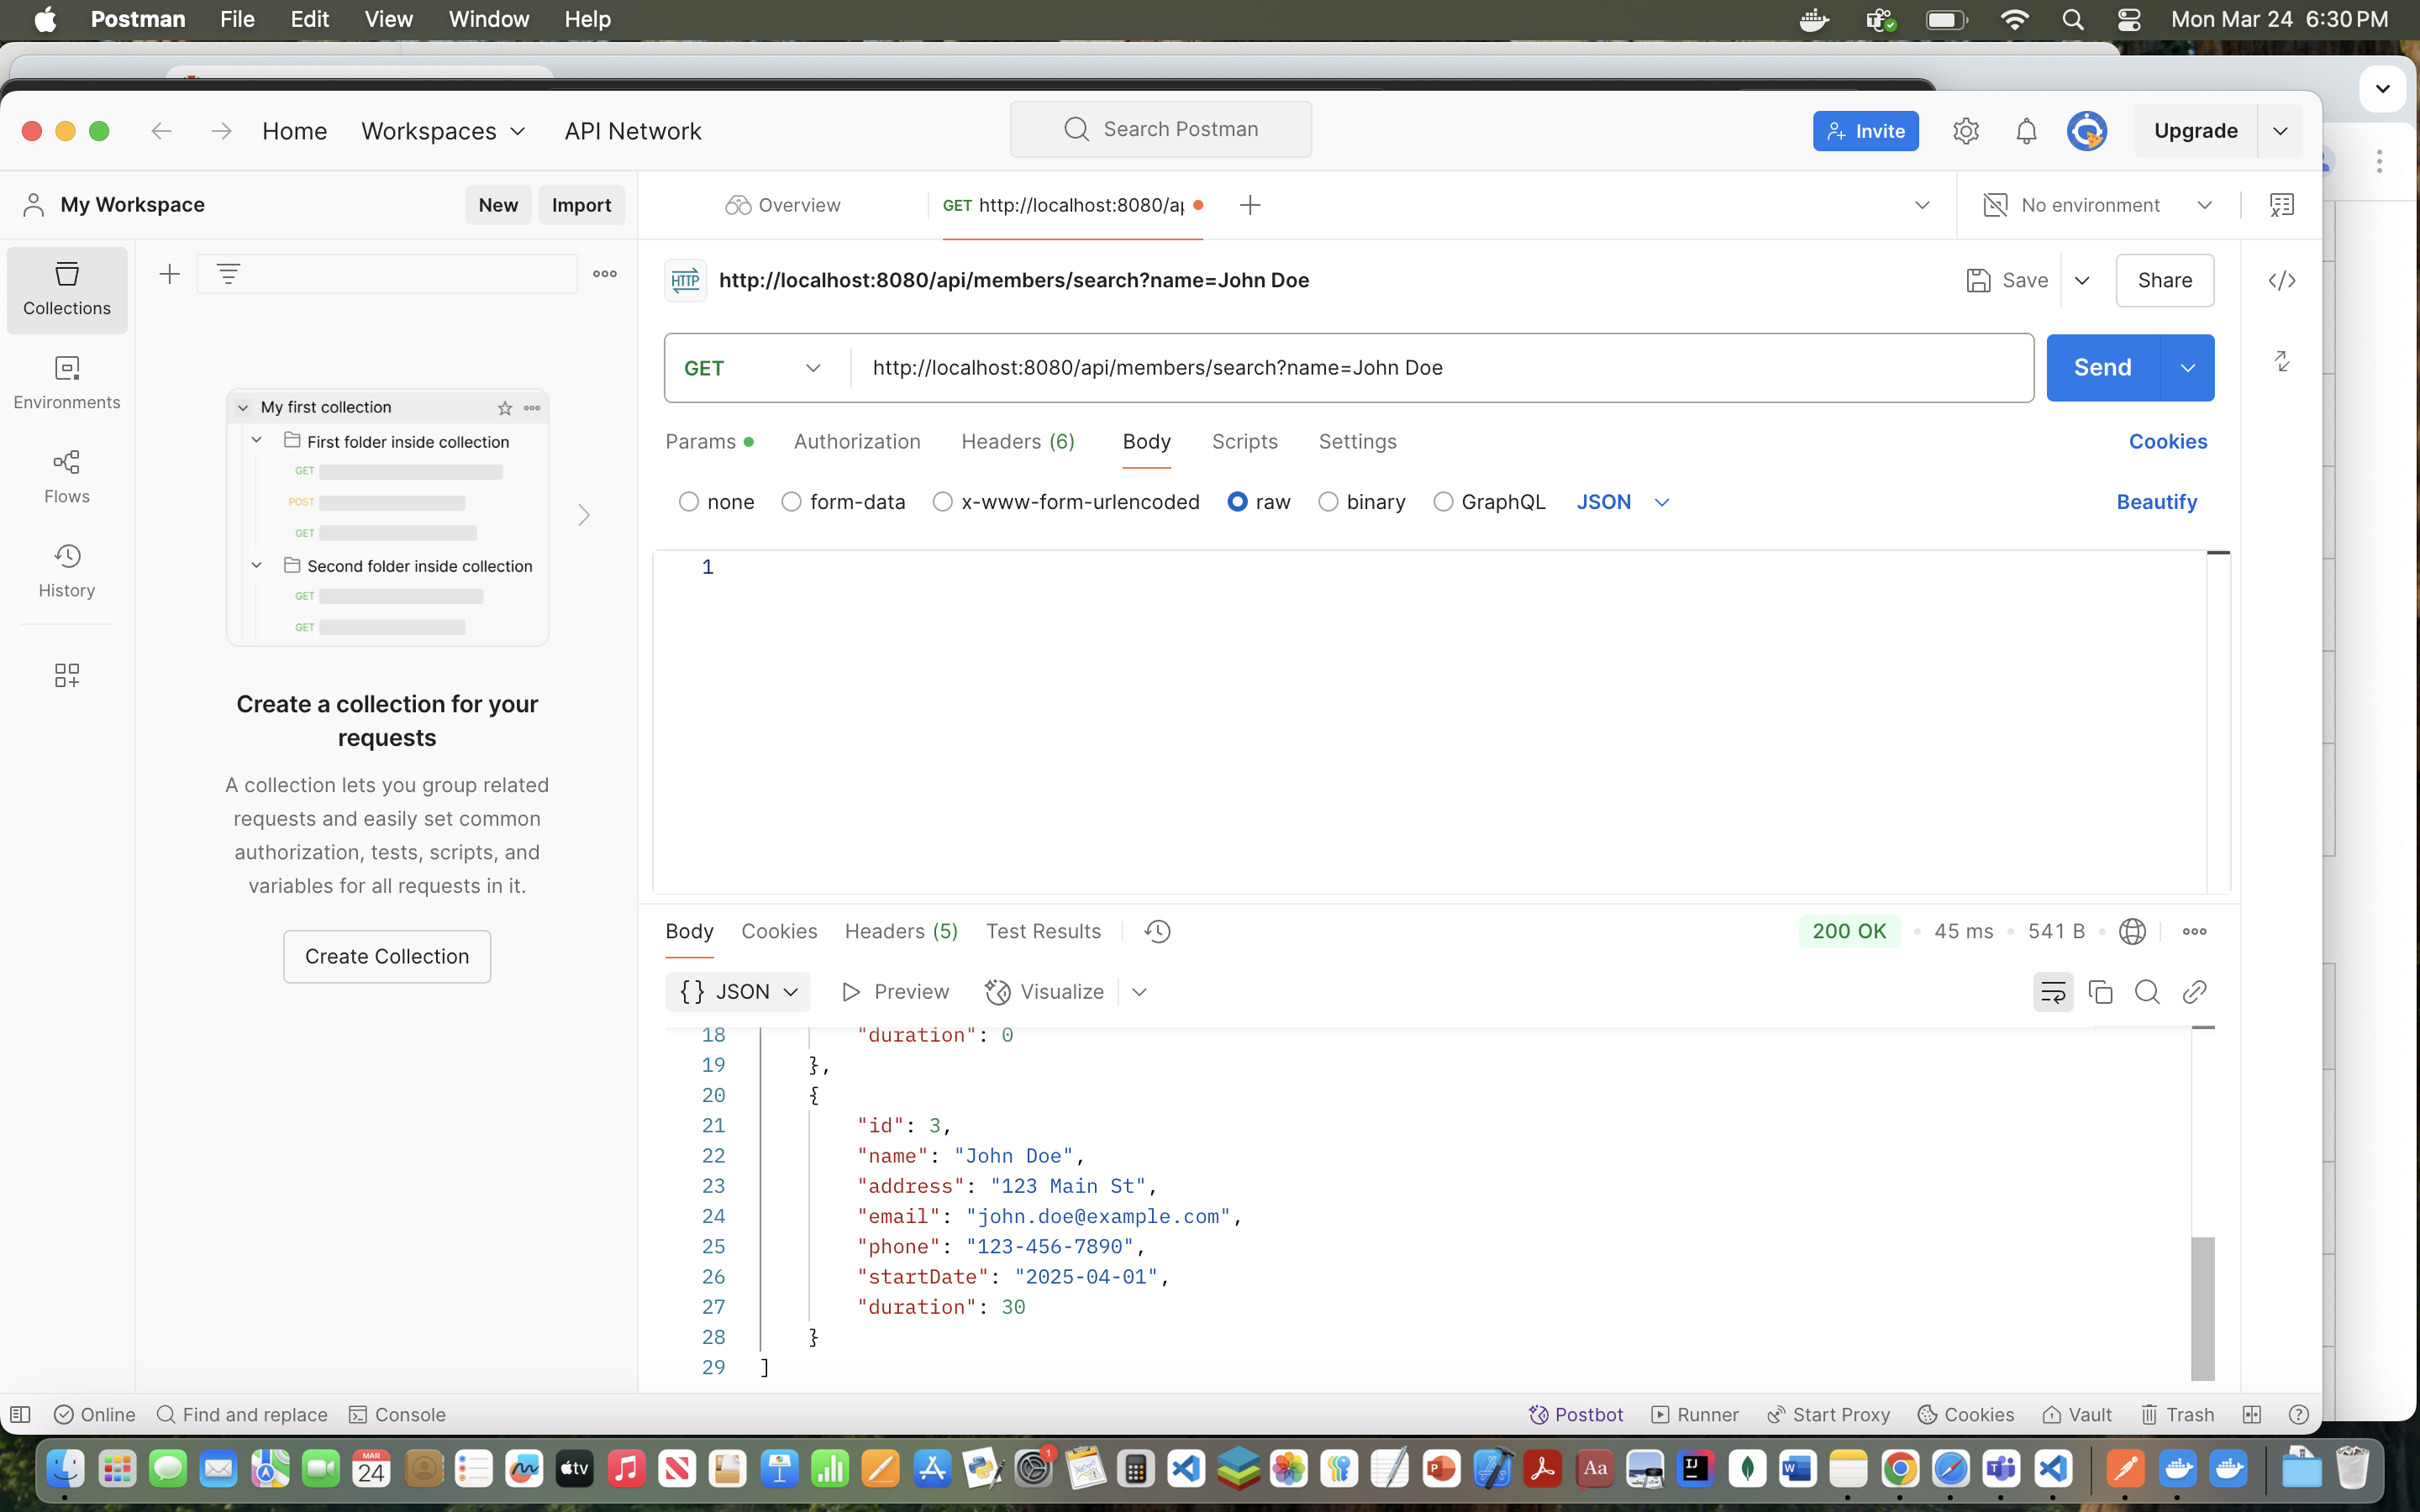 Postman File Edit View Window Help Mon Mar 24 6:30 PM
Home Workspaces API Network Search Postman Invite Upgrade
My Workspace New Import Overview GET http://localhost:8080/ap No environment
Collections
Environments
Flows
History
My first collection
First folder inside collection
GET
POST
GET
Second folder inside collection
GET
GET
Create a collection for your
requests
A collection lets you group related
requests and easily set common
authorization, tests, scripts, and
variables for all requests in it.
Create Collection
HTTP http://localhost:8080/api/members/search?name=John Doe Save Share
GET http://localhost:8080/api/members/search?name=John Doe Send
Params Authorization Headers (6) Body Scripts Settings Cookies
none form-data x-www-form-urlencoded raw binary GraphQL JSON Beautify
1
Body Cookies Headers (5) Test Results 200 OK 45 ms 541 B
{} JSON Preview Visualize
18 "duration": 0
19 },
20 {
21 "id": 3,
22 "name": "John Doe",
23 "address": "123 Main St",
24 "email": "john.doe@example.com",
25 "phone": "123-456-7890",
26 "startDate": "2025-04-01",
27 "duration": 30
28 }
29 ]
Online Find and replace Console Postbot Runner Start Proxy Cookies Vault Trash
MAR
24
tv
1
P
Aa
IJ
W
T